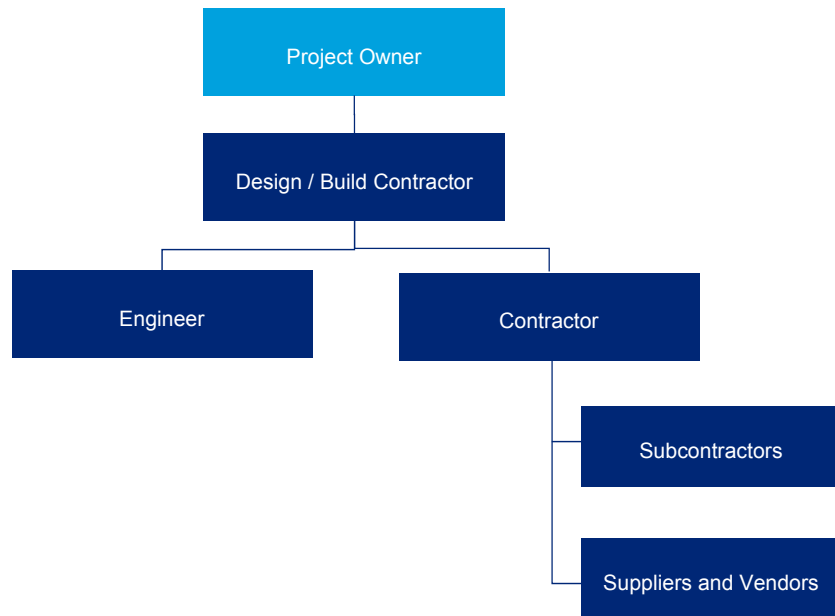 Project Owner
Design / Build Contractor
Engineer
Contractor
Subcontractors
Suppliers and Vendors